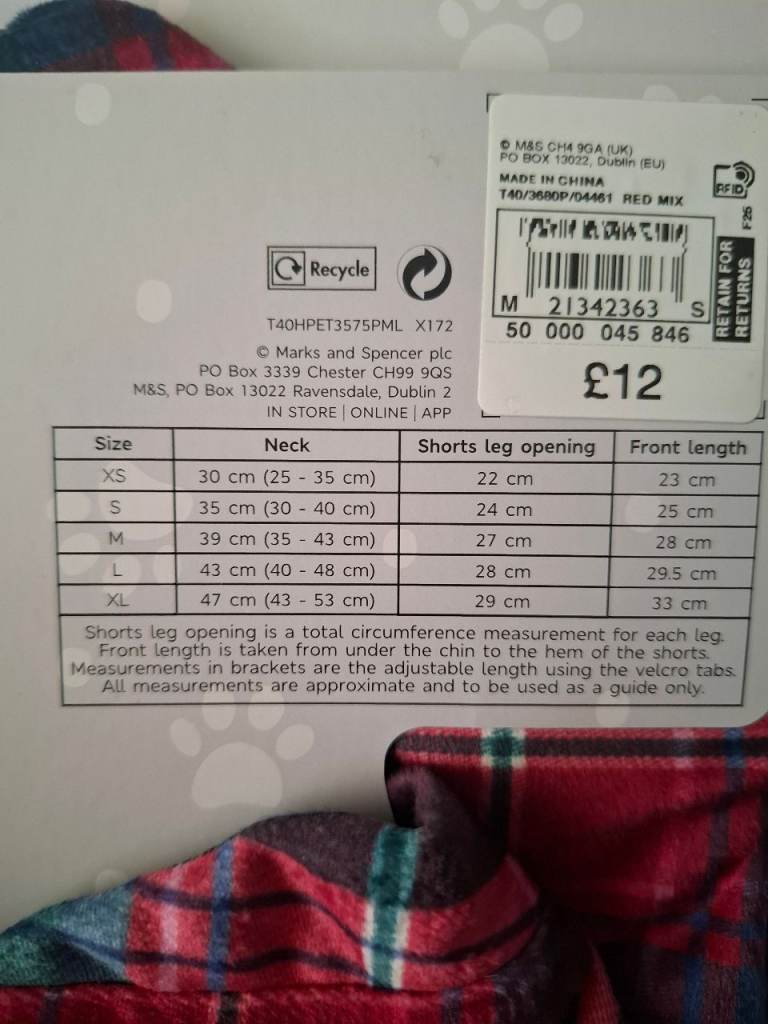 © M&S CH4 9GA (UK)
PO BOX 13022, Dublin (EU)
MADE IN CHINA
T40/3680P/04461 RED MIX
RFID
F25
RETAIN FOR
RETURNS
M 21342363 S
50 000 045 846
£12
Recycle
T40HPET3575PML X172
© Marks and Spencer plc
PO Box 3339 Chester CH99 9QS
M&S, PO Box 13022 Ravensdale, Dublin 2
IN STORE | ONLINE | APP
Size Neck Shorts leg opening Front length
XS 30 cm (25 - 35 cm) 22 cm 23 cm
S 35 cm (30 - 40 cm) 24 cm 25 cm
M 39 cm (35 - 43 cm) 27 cm 28 cm
L 43 cm (40 - 48 cm) 28 cm 29.5 cm
XL 47 cm (43 - 53 cm) 29 cm 33 cm
Shorts leg opening is a total circumference measurement for each leg.
Front length is taken from under the chin to the hem of the shorts.
Measurements in brackets are the adjustable length using the velcro tabs.
All measurements are approximate and to be used as a guide only.